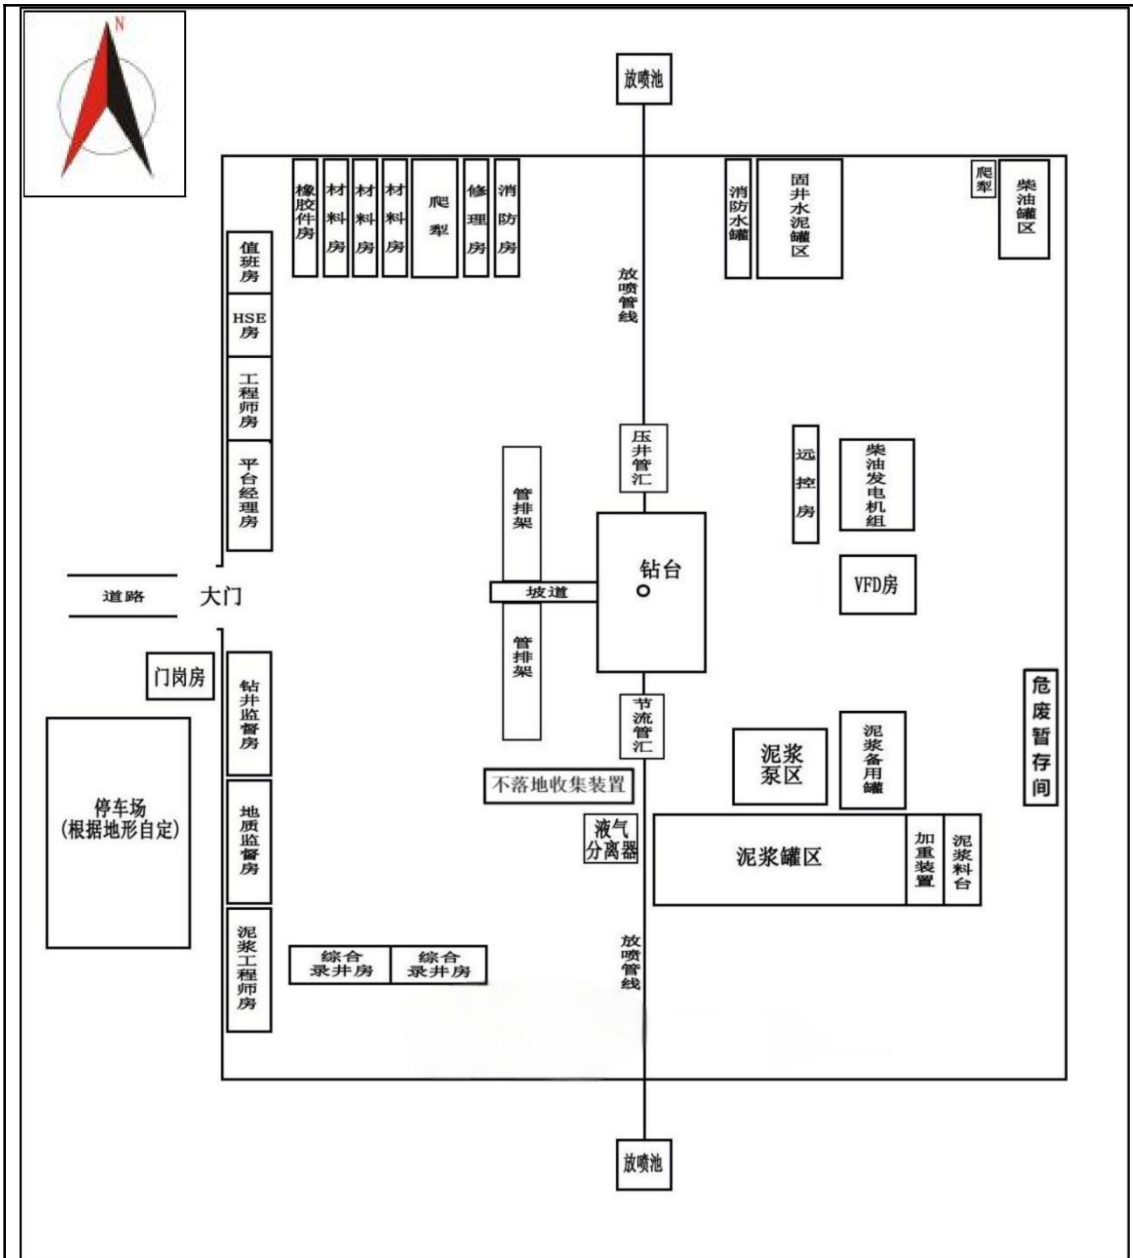 N
放喷池
橡胶件房
材料房
材料房
材料房
爬犁
修理房
消防房
消防水罐
固井水泥罐区
爬犁
柴油罐区
值班房
HSE
房
工程师房
平台经理房
放喷管线
压井管汇
远控房
柴油发电机组
管排架
钻台
坡道
VFD房
道路
大门
管排架
门岗房
钻井监督房
节流管汇
危废暂存间
泥浆
泵区
泥浆备用罐
不落地收集装置
停车场
(根据地形自定)
地质监督房
液气
分离器
泥浆罐区
加重装置
泥浆料台
泥浆工程师房
综合
录井房
综合
录井房
放喷管线
放喷池